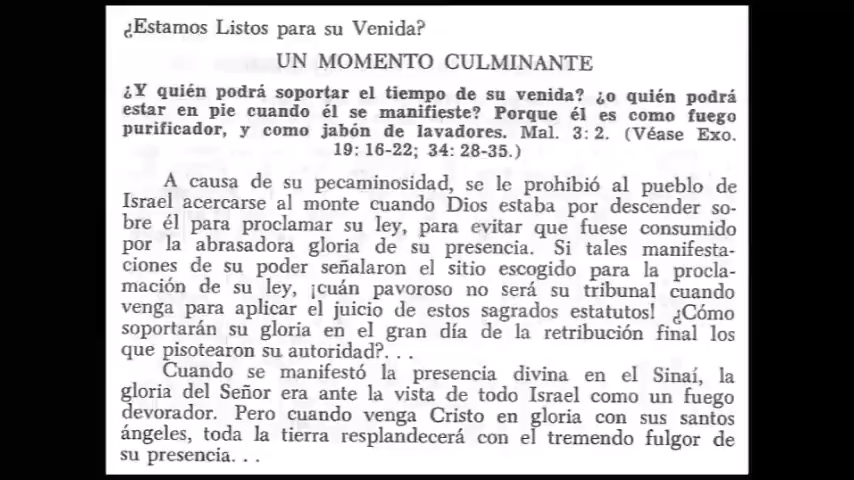 ¿Estamos Listos para su Venida?
UN MOMENTO CULMINANTE
¿Y quién podrá soportar el tiempo de su venida? ¿o quién podrá
estar en pie cuando él se manifieste? Porque él es como fuego
purificador, y como jabón de lavadores. Mal. 3: 2. (Véase Exo.
19: 16-22; 34: 28-35.)
A causa de su pecaminosidad, se le prohibió al pueblo de
Israel acercarse al monte cuando Dios estaba por descender so-
bre él para proclamar su ley, para evitar que fuese consumido
por la abrasadora gloria de su presencia. Si tales manifesta-
ciones de su poder señalaron el sitio escogido para la procla-
mación de su ley, ¡cuán pavoroso no será su tribunal cuando
venga para aplicar el juicio de estos sagrados estatutos! ¿Cómo
soportarán su gloria en el gran día de la retribución final los
que pisotearon su autoridad?. . .
Cuando se manifestó la presencia divina en el Sinaí, la
gloria del Señor era ante la vista de todo Israel como un fuego
devorador. Pero cuando venga Cristo en gloria con sus santos
ángeles, toda la tierra resplandecerá con el tremendo fulgor de
su presencia. . .